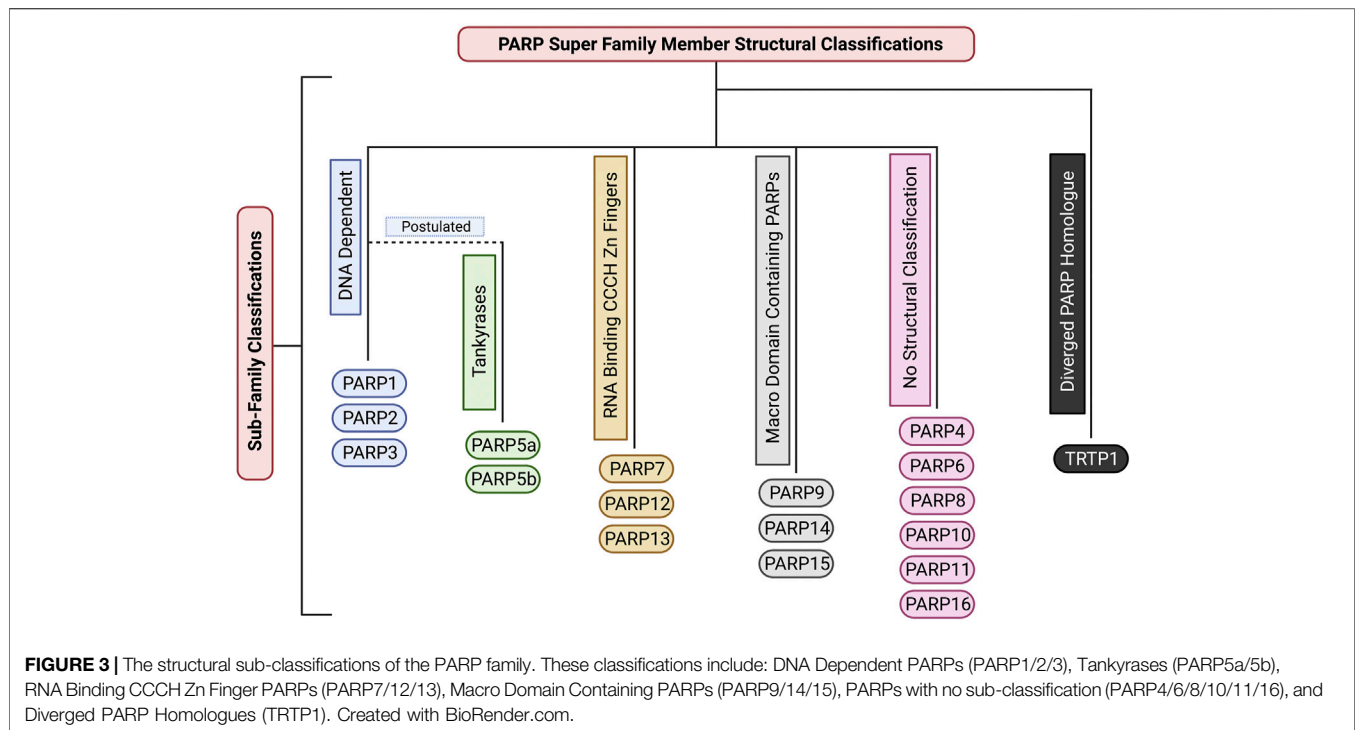 PARP Super Family Member Structural Classifications
Sub-Family Classifications
DNA Dependent
PARP1
PARP2
PARP3
Postulated
Tankyrases
PARP5a
PARP5b
RNA Binding CCCH Zn Fingers
PARP7
PARP12
PARP13
Macro Domain Containing PARPs
PARP9
PARP14
PARP15
No Structural Classification
PARP4
PARP6
PARP8
PARP10
PARP11
PARP16
Diverged PARP Homologue
TRTP1
FIGURE 3 | The structural sub-classifications of the PARP family. These classifications include: DNA Dependent PARPs (PARP1/2/3), Tankyrases (PARP5a/5b),
RNA Binding CCCH Zn Finger PARPs (PARP7/12/13), Macro Domain Containing PARPs (PARP9/14/15), PARPs with no sub-classification (PARP4/6/8/10/11/16), and
Diverged PARP Homologues (TRTP1). Created with BioRender.com.